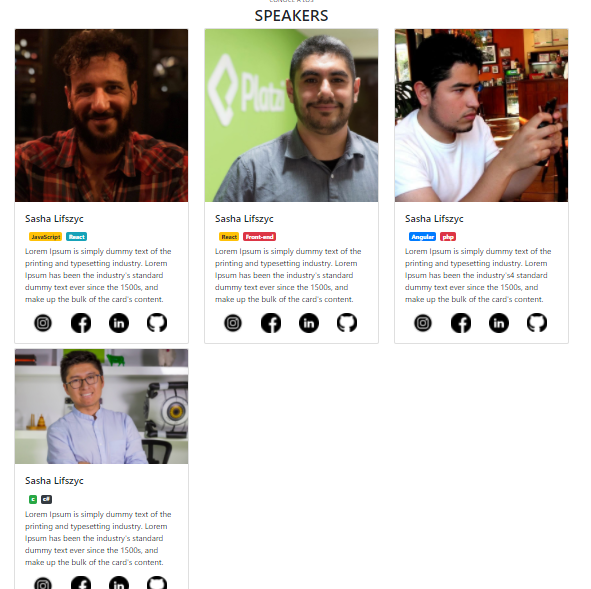 SPEAKERS
Platzi
Sasha Lifszyc
JavaScript React
Lorem Ipsum is simply dummy text of the
printing and typesetting industry. Lorem
Ipsum has been the industry's standard
dummy text ever since the 1500s, and
make up the bulk of the card's content.
in
Sasha Lifszyc
React Front-end
Lorem Ipsum is simply dummy text of the
printing and typesetting industry. Lorem
Ipsum has been the industry's standard
dummy text ever since the 1500s, and
make up the bulk of the card's content.
in
Sasha Lifszyc
Angular php
Lorem Ipsum is simply dummy text of the
printing and typesetting industry. Lorem
Ipsum has been the industry's4 standard
dummy text ever since the 1500s, and
make up the bulk of the card's content.
in
Sasha Lifszyc
c c#
Lorem Ipsum is simply dummy text of the
printing and typesetting industry. Lorem
Ipsum has been the industry's standard
dummy text ever since the 1500s, and
make up the bulk of the card's content.
in